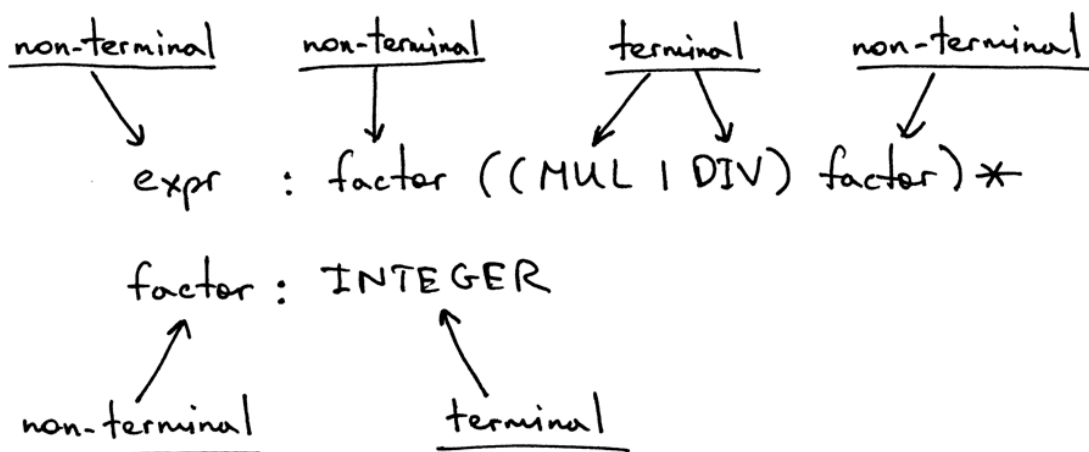 non-terminal non-terminal terminal non-terminal
expr : factor ((MUL | DIV) factor)*
factor : INTEGER
non-terminal terminal